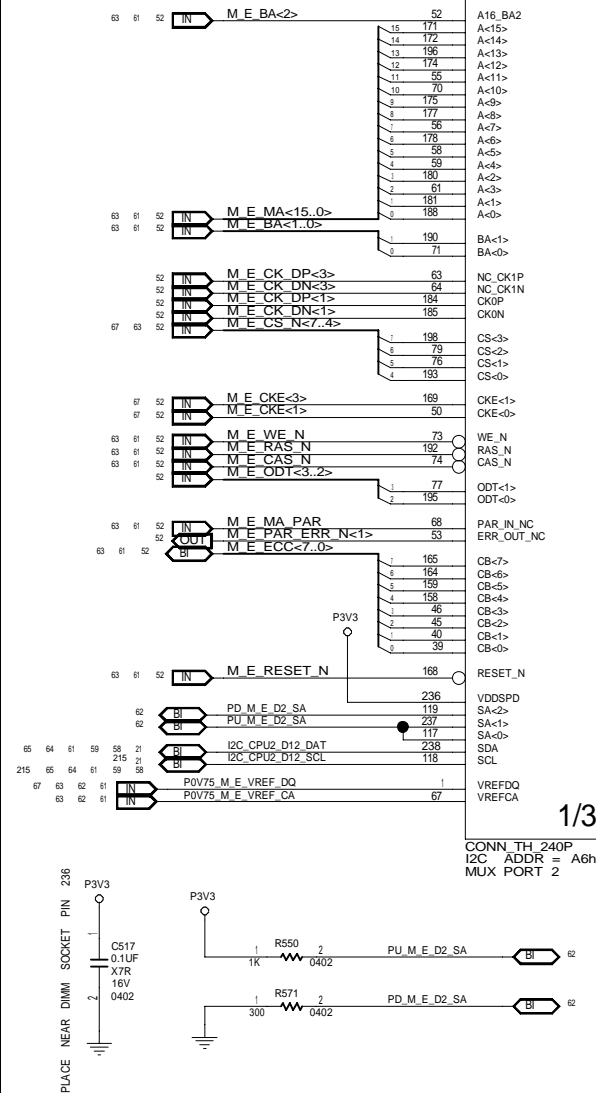 63 61 52 IN M_E_BA<2> 52 A16_BA2
15 171 A<15>
14 172 A<14>
13 196 A<13>
12 174 A<12>
11 55 A<11>
10 70 A<10>
9 175 A<9>
8 177 A<8>
7 56 A<7>
6 178 A<6>
5 58 A<5>
4 59 A<4>
3 180 A<2>
2 61 A<3>
1 181 A<1>
63 61 52 IN M_E_MA<15..0> 0 188 A<0>
63 61 52 IN M_E_BA<1..0>
1 190 BA<1>
0 71 BA<0>
52 IN M_E_CK_DP<3> 63 NC_CK1P
52 IN M_E_CK_DN<3> 64 NC_CK1N
52 IN M_E_CK_DP<1> 184 CK0P
52 IN M_E_CK_DN<1> 185 CK0N
67 63 52 IN M_E_CS_N<7..4>
7 198 CS<3>
6 79 CS<2>
5 76 CS<1>
4 193 CS<0>
67 52 IN M_E_CKE<3> 169 CKE<1>
67 52 IN M_E_CKE<1> 50 CKE<0>
63 61 52 IN M_E_WE_N 73 WE_N
63 61 52 IN M_E_RAS_N 192 RAS_N
63 61 52 IN M_E_CAS_N 74 CAS_N
52 IN M_E_ODT<3..2>
3 77 ODT<1>
2 195 ODT<0>
63 61 52 IN M_E_MA_PAR 68 PAR_IN_NC
52 OUT M_E_PAR_ERR_N<1> 53 ERR_OUT_NC
63 61 52 BI M_E_ECC<7..0>
7 165 CB<7>
6 164 CB<6>
5 159 CB<5>
4 158 CB<4>
3 46 CB<3>
2 45 CB<2>
1 40 CB<1>
0 39 CB<0>
P3V3
63 61 52 IN M_E_RESET_N 168 RESET_N
236 VDDSPD
62 BI PD_M_E_D2_SA 119 SA<2>
62 BI PU_M_E_D2_SA 237 SA<1>
117 SA<0>
65 64 61 59 58 21 BI I2C_CPU2_D12_DAT 238 SDA
215 21
215 65 64 61 59 58 BI I2C_CPU2_D12_SCL 118 SCL
67 63 62 61 IN P0V75_M_E_VREF_DQ 1 VREFDQ
63 62 61 IN P0V75_M_E_VREF_CA 67 VREFCA
1/3
CONN_TH_240P
I2C ADDR = A6h
MUX PORT 2
PLACE NEAR DIMM SOCKET PIN 236
P3V3
1
C517
0.1UF
X7R
16V
2 0402
P3V3
R550
1 2 PU_M_E_D2_SA BI 62
1K 0402
R571
1 2 PD_M_E_D2_SA BI 62
300 0402